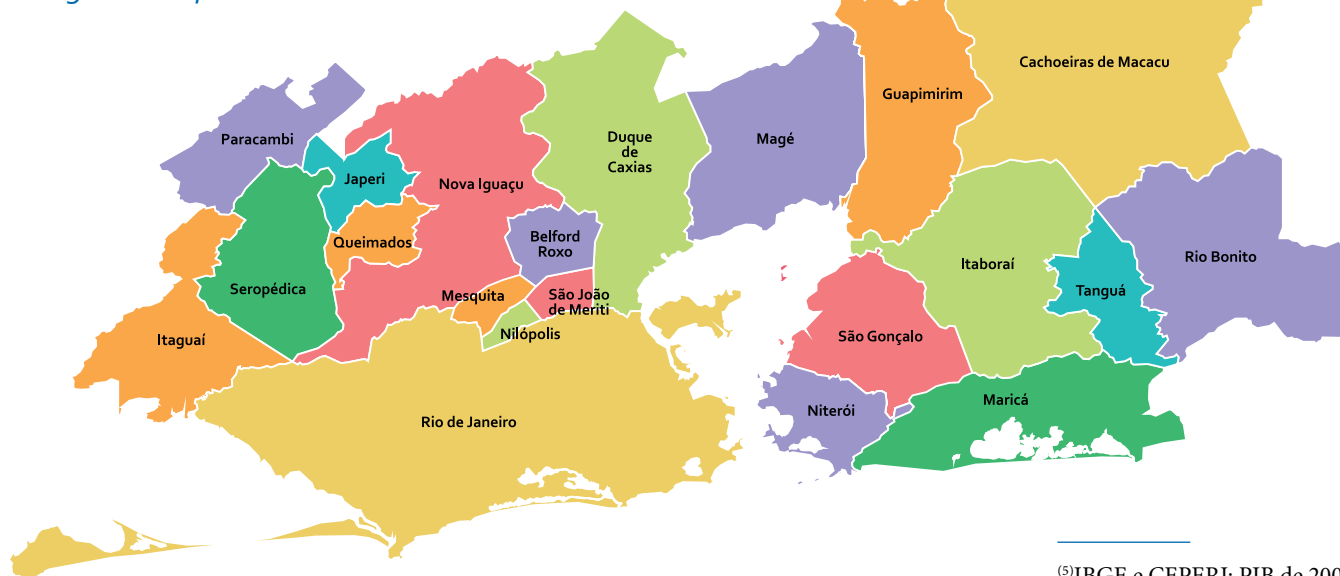 Cachoeiras de Macacu
Guapimirim
Paracambi
Duque
de
Caxias
Magé
Japeri
Nova Iguaçu
Queimados
Belford
Roxo
Rio Bonito
Itaboraí
Seropédica
Tanguá
Mesquita
São João
de Meriti
Nilópolis
Itaguaí
São Gonçalo
Maricá
Niterói
Rio de Janeiro